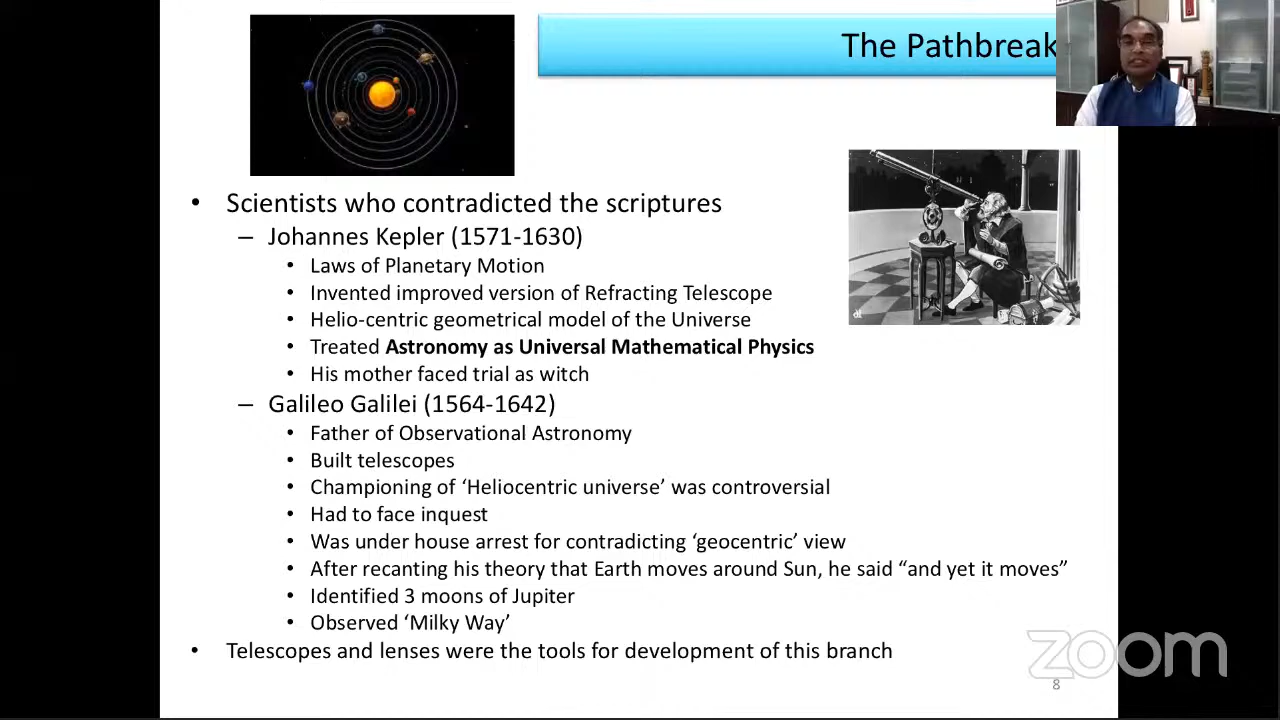 The Pathbreak
• Scientists who contradicted the scriptures
– Johannes Kepler (1571-1630)
• Laws of Planetary Motion
• Invented improved version of Refracting Telescope
• Helio-centric geometrical model of the Universe
• Treated Astronomy as Universal Mathematical Physics
• His mother faced trial as witch
– Galileo Galilei (1564-1642)
• Father of Observational Astronomy
• Built telescopes
• Championing of ‘Heliocentric universe’ was controversial
• Had to face inquest
• Was under house arrest for contradicting ‘geocentric’ view
• After recanting his theory that Earth moves around Sun, he said “and yet it moves”
• Identified 3 moons of Jupiter
• Observed ‘Milky Way’
• Telescopes and lenses were the tools for development of this branch
zoom
8